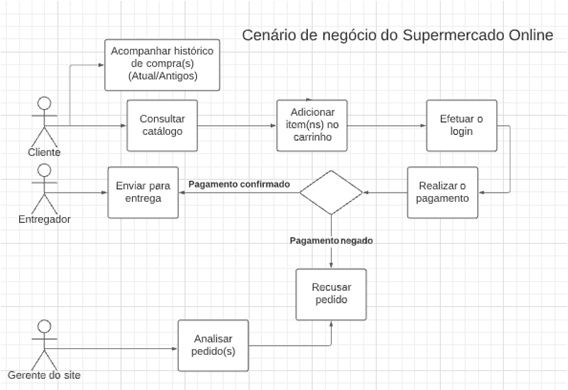 Cenário de negócio do Supermercado Online
Acompanhar histórico
de compra(s)
(Atual/Antigos)
Consultar
catálogo
Adicionar
item(ns) no
carrinho
Efetuar o
login
Cliente
Enviar para
entrega
Pagamento confirmado
Realizar o
pagamento
Entregador
Pagamento negado
Recusar
pedido
Analisar
pedido(s)
Gerente do site